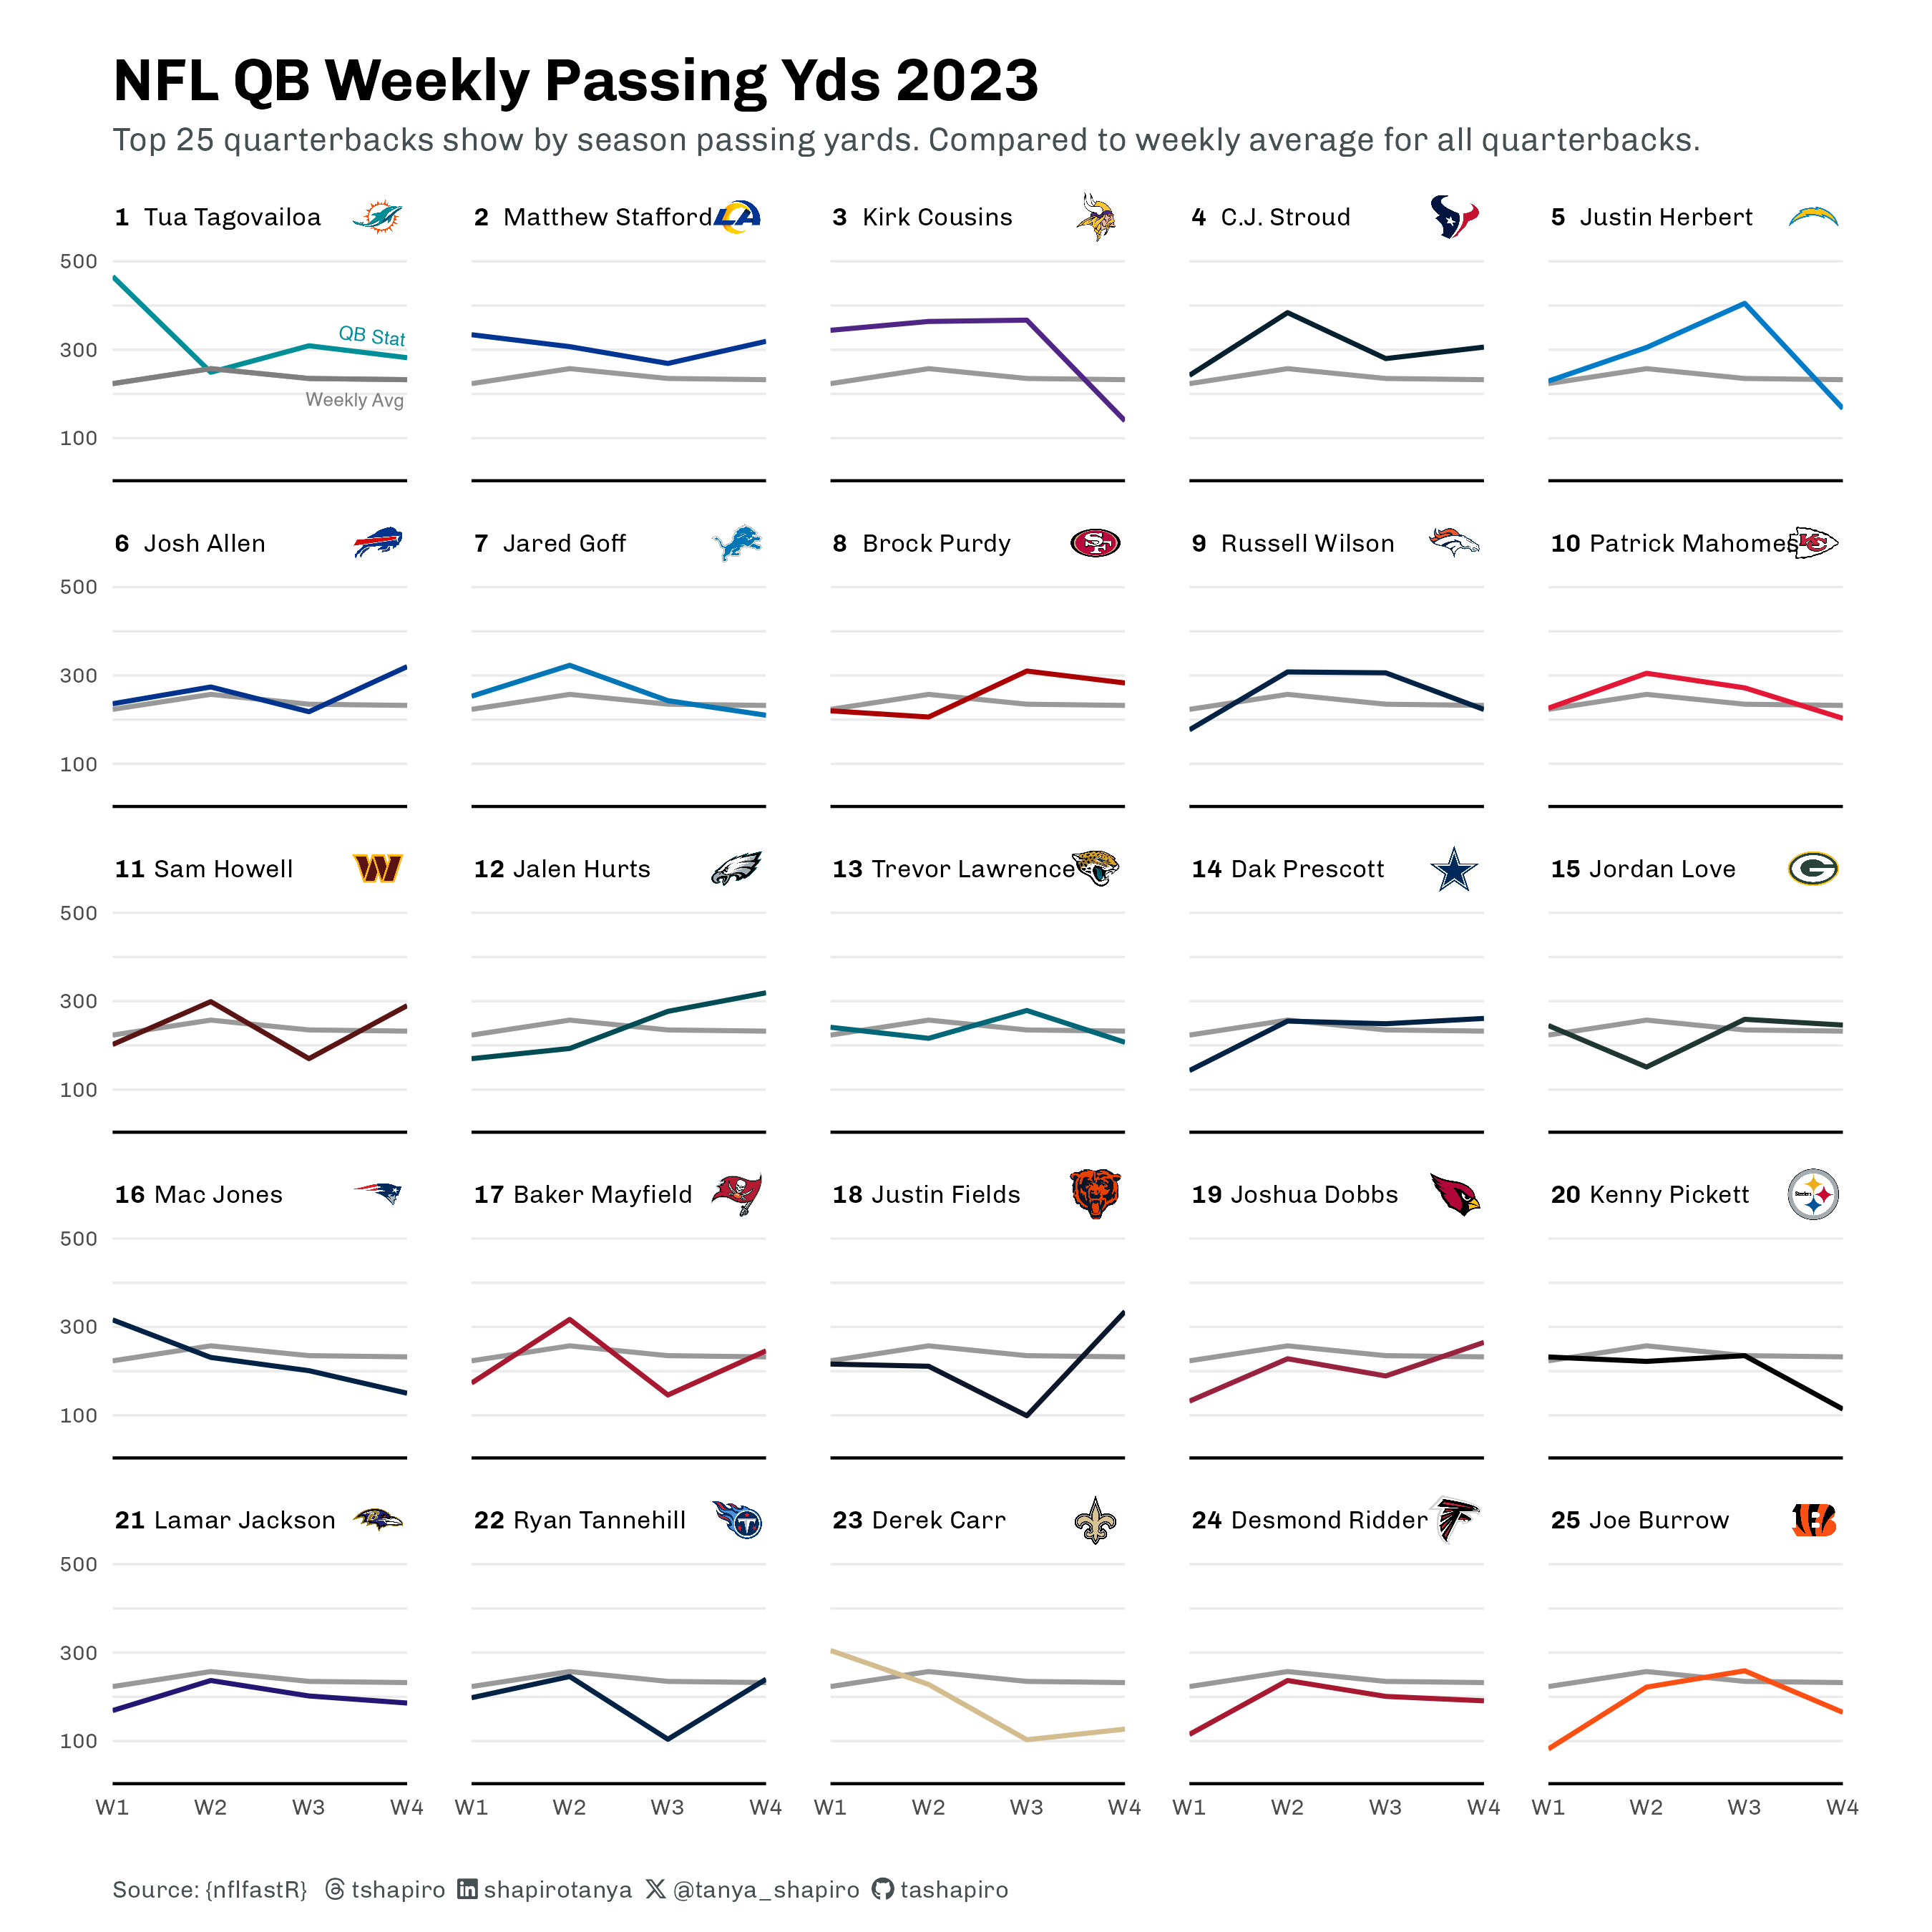 NFL QB Weekly Passing Yds 2023
Top 25 quarterbacks show by season passing yards. Compared to weekly average for all quarterbacks.
1 Tua Tagovailoa
2 Matthew Stafford
3 Kirk Cousins
4 C.J. Stroud
5 Justin Herbert
500
300
100
QB Stat
Weekly Avg
6 Josh Allen
7 Jared Goff
8 Brock Purdy
9 Russell Wilson
10 Patrick Mahomes
500
300
100
11 Sam Howell
12 Jalen Hurts
13 Trevor Lawrence
14 Dak Prescott
15 Jordan Love
500
300
100
16 Mac Jones
17 Baker Mayfield
18 Justin Fields
19 Joshua Dobbs
20 Kenny Pickett
Steelers
500
300
100
21 Lamar Jackson
22 Ryan Tannehill
23 Derek Carr
24 Desmond Ridder
25 Joe Burrow
500
300
100
W1 W2 W3 W4
W1 W2 W3 W4
W1 W2 W3 W4
W1 W2 W3 W4
W1 W2 W3 W4
Source: {nflfastR} tshapiro shapirotanya @tanya_shapiro tashapiro